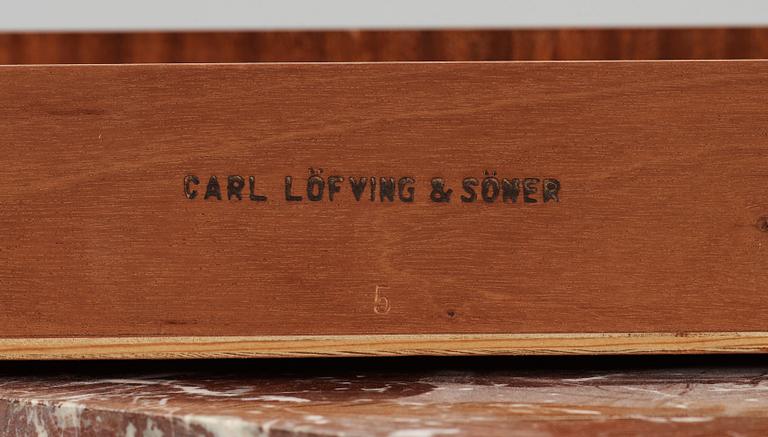 CARL LÖFVING & SÖNER
5